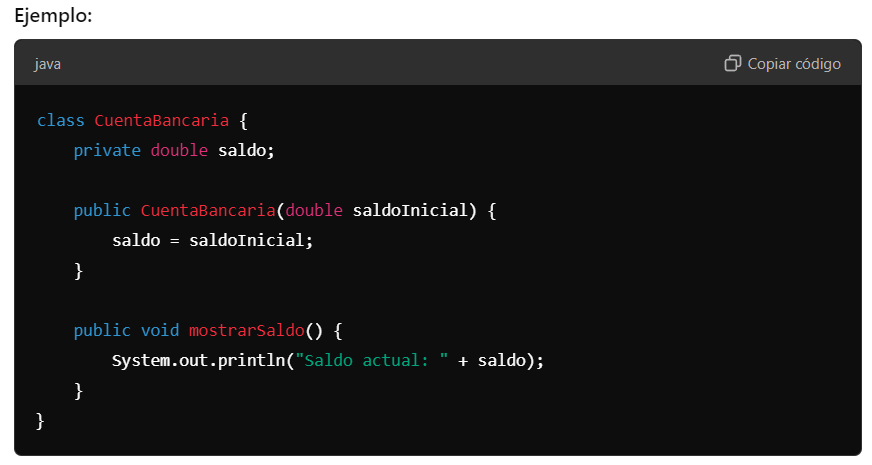 Ejemplo:
java
Copiar código
class CuentaBancaria {
    private double saldo;

    public CuentaBancaria(double saldoInicial) {
        saldo = saldoInicial;
    }

    public void mostrarSaldo() {
        System.out.println("Saldo actual: " + saldo);
    }
}